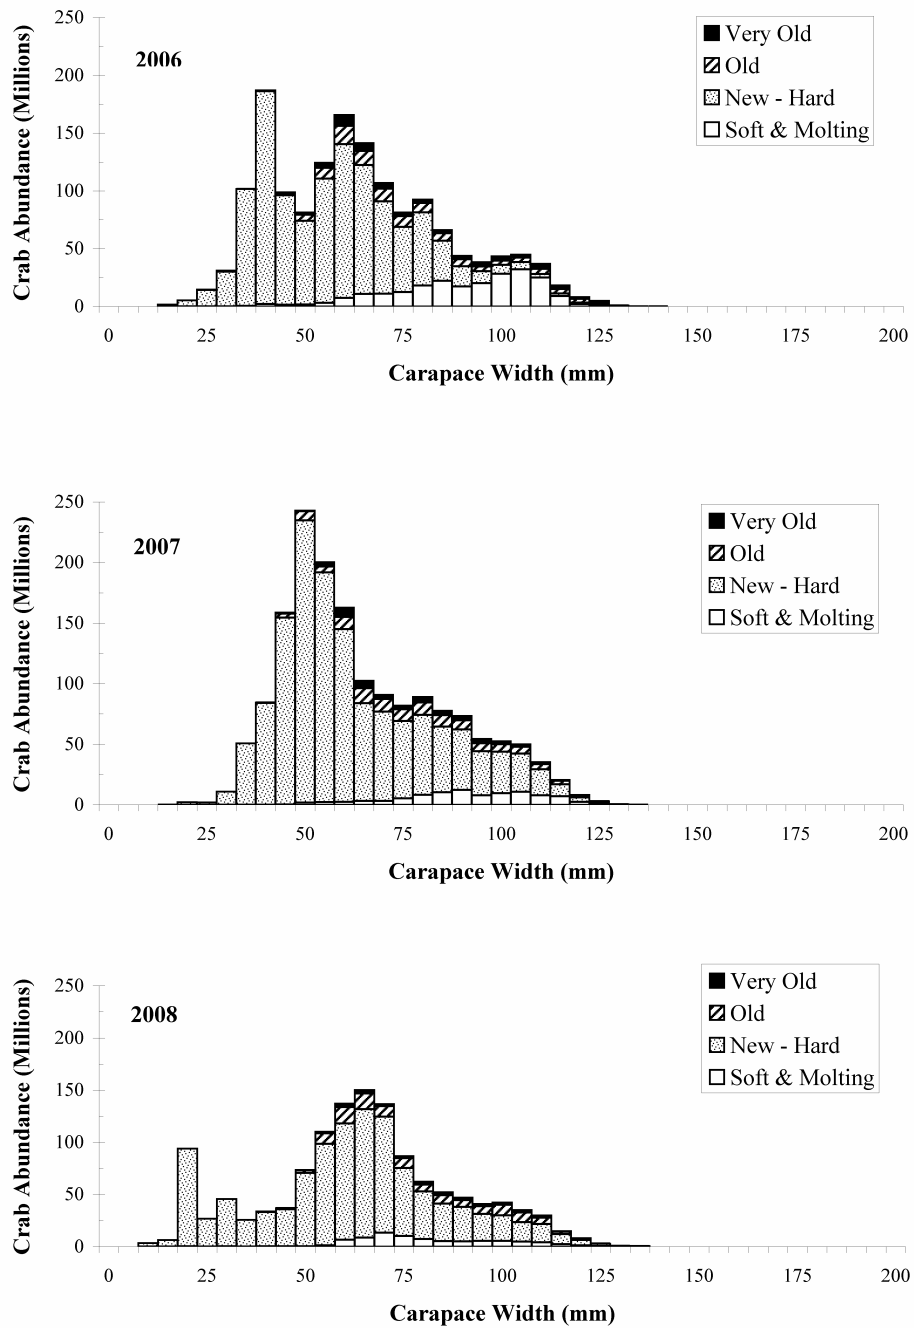 250
200
150
100
50
0
Crab Abundance (Millions)
2006
Very Old
Old
New - Hard
Soft & Molting
0 25 50 75 100 125 150 175 200
Carapace Width (mm)
250
200
150
100
50
0
Crab Abundance (Millions)
2007
Very Old
Old
New - Hard
Soft & Molting
0 25 50 75 100 125 150 175 200
Carapace Width (mm)
250
200
150
100
50
0
Crab Abundance (Millions)
2008
Very Old
Old
New - Hard
Soft & Molting
0 25 50 75 100 125 150 175 200
Carapace Width (mm)